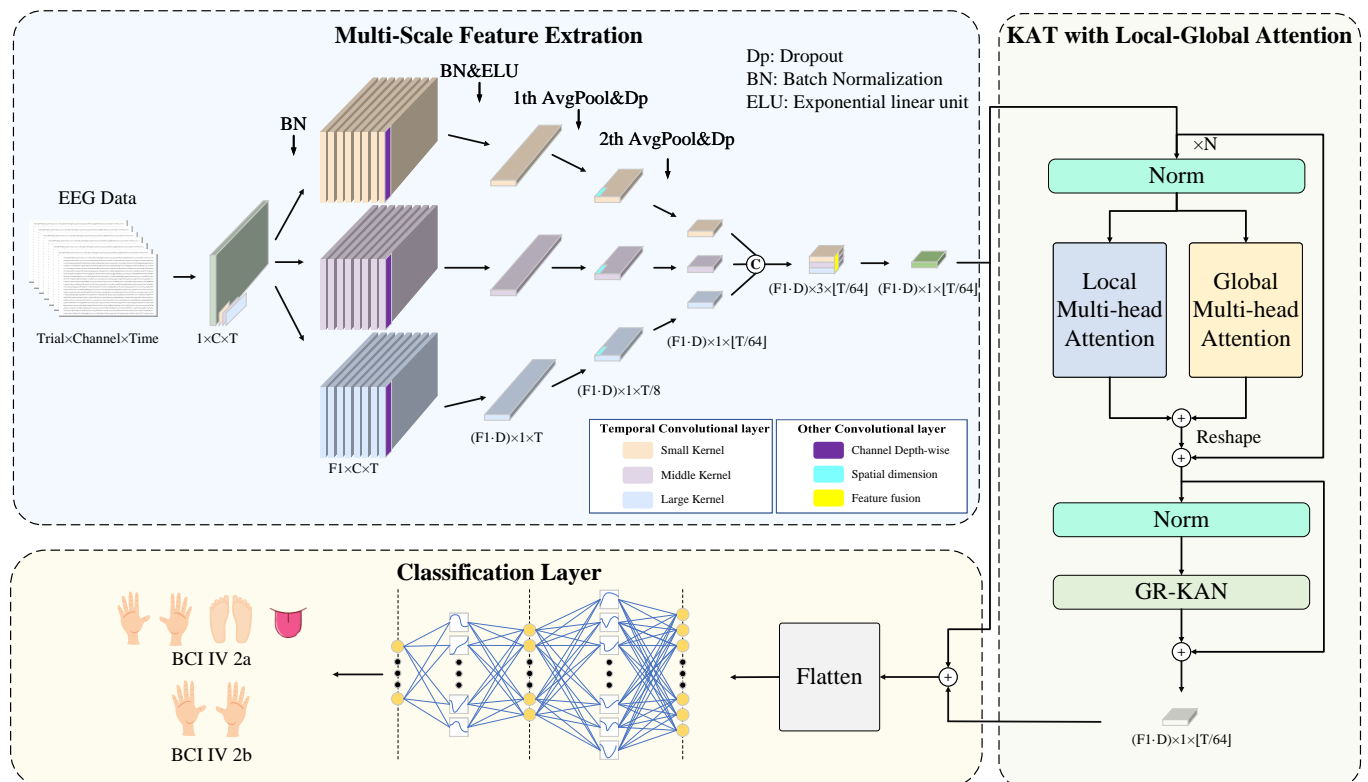 Multi-Scale Feature Extration
Dp: Dropout
BN: Batch Normalization
ELU: Exponential linear unit
BN&ELU
1th AvgPool&Dp
2th AvgPool&Dp
BN
EEG Data
Trial×Channel×Time
1×C×T
F1×C×T
(F1·D)×1×T
(F1·D)×1×T/8
(F1·D)×1×⌊T/64⌋
C
(F1·D)×3×⌊T/64⌋
(F1·D)×1×⌊T/64⌋
Temporal Convolutional layer
Small Kernel
Middle Kernel
Large Kernel
Other Convolutional layer
Channel Depth-wise
Spatial dimension
Feature fusion
KAT with Local-Global Attention
×N
Norm
Local
Multi-head
Attention
Global
Multi-head
Attention
+
Reshape
+
Norm
GR-KAN
+
(F1·D)×1×⌊T/64⌋
Classification Layer
BCI IV 2a
BCI IV 2b
Flatten
+